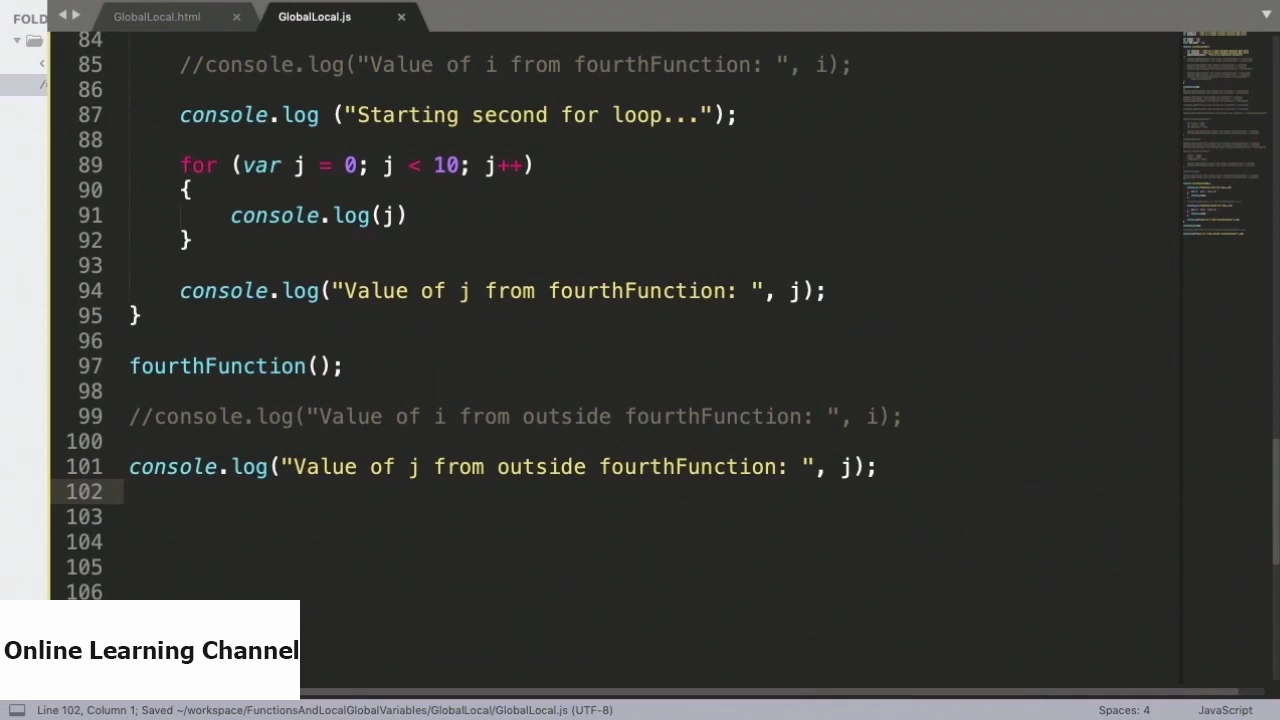 FOLD
GlobalLocal.html ×
GlobalLocal.js ×
84
85 //console.log("Value of i from fourthFunction: ", i);
86
87 console.log ("Starting second for loop...");
88
89 for (var j = 0; j < 10; j++)
90 {
91 console.log(j)
92 }
93
94 console.log("Value of j from fourthFunction: ", j);
95 }
96
97 fourthFunction();
98
99 //console.log("Value of i from outside fourthFunction: ", i);
100
101 console.log("Value of j from outside fourthFunction: ", j);
102
103
104
105
106
Online Learning Channel
Line 102, Column 1; Saved ~/workspace/FunctionsAndLocalGlobalVariables/GlobalLocal/GlobalLocal.js (UTF-8) Spaces: 4 JavaScript